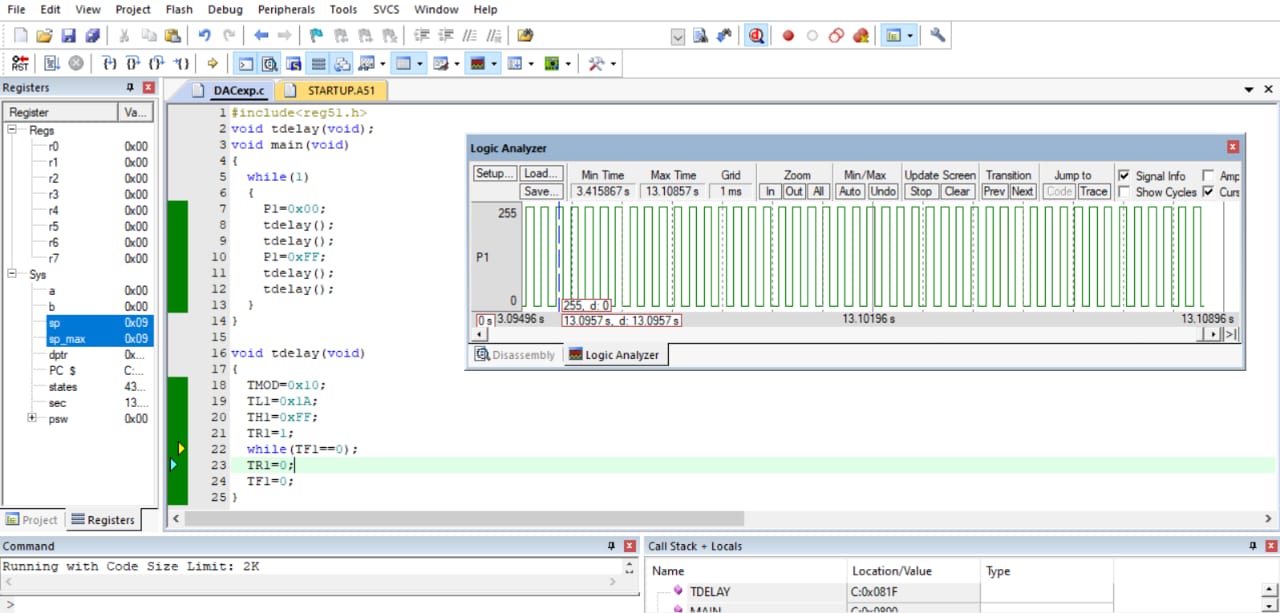 File Edit View Project Flash Debug Peripherals Tools SVCS Window Help
RST
Registers
DACexp.c STARTUP.A51
Register Va...
Regs
r0 0x00
r1 0x00
r2 0x00
r3 0x00
r4 0x00
r5 0x00
r6 0x00
r7 0x00
Sys
a 0x00
b 0x00
sp 0x09
sp_max 0x09
dptr 0x...
PC $ C:...
states 43...
sec 13....
psw 0x00
Project Registers
1 #include<reg51.h>
2 void tdelay(void);
3 void main(void)
4 {
5 while(1)
6 {
7 P1=0x00;
8 tdelay();
9 tdelay();
10 P1=0xFF;
11 tdelay();
12 tdelay();
13 }
14 }
15
16 void tdelay(void)
17 {
18 TMOD=0x10;
19 TL1=0x1A;
20 TH1=0xFF;
21 TR1=1;
22 while(TF1==0);
23 TR1=0;
24 TF1=0;
25 }
Logic Analyzer
Setup... Load... Min Time Max Time Grid Zoom Min/Max Update Screen Transition Jump to Signal Info Amp
Save... 3.415867 s 13.10857 s 1 ms In Out All Auto Undo Stop Clear Prev Next Code Trace Show Cycles Curs
255
P1
0
255, d: 0
0 s 3.09496 s 13.0957 s, d: 13.0957 s 13.10196 s 13.10896 s
Disassembly Logic Analyzer
Command
Running with Code Size Limit: 2K
>
Call Stack + Locals
Name Location/Value Type
TDELAY C:0x081F
MAIN C:0x0800